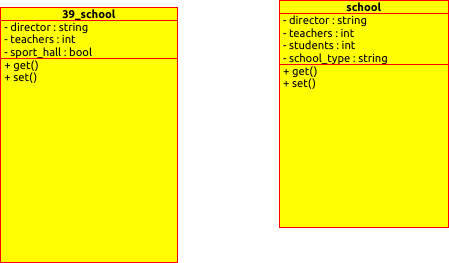 39_school
- director : string
- teachers : int
- sport_hall : bool
+ get()
+ set()
school
- director : string
- teachers : int
- students : int
- school_type : string
+ get()
+ set()